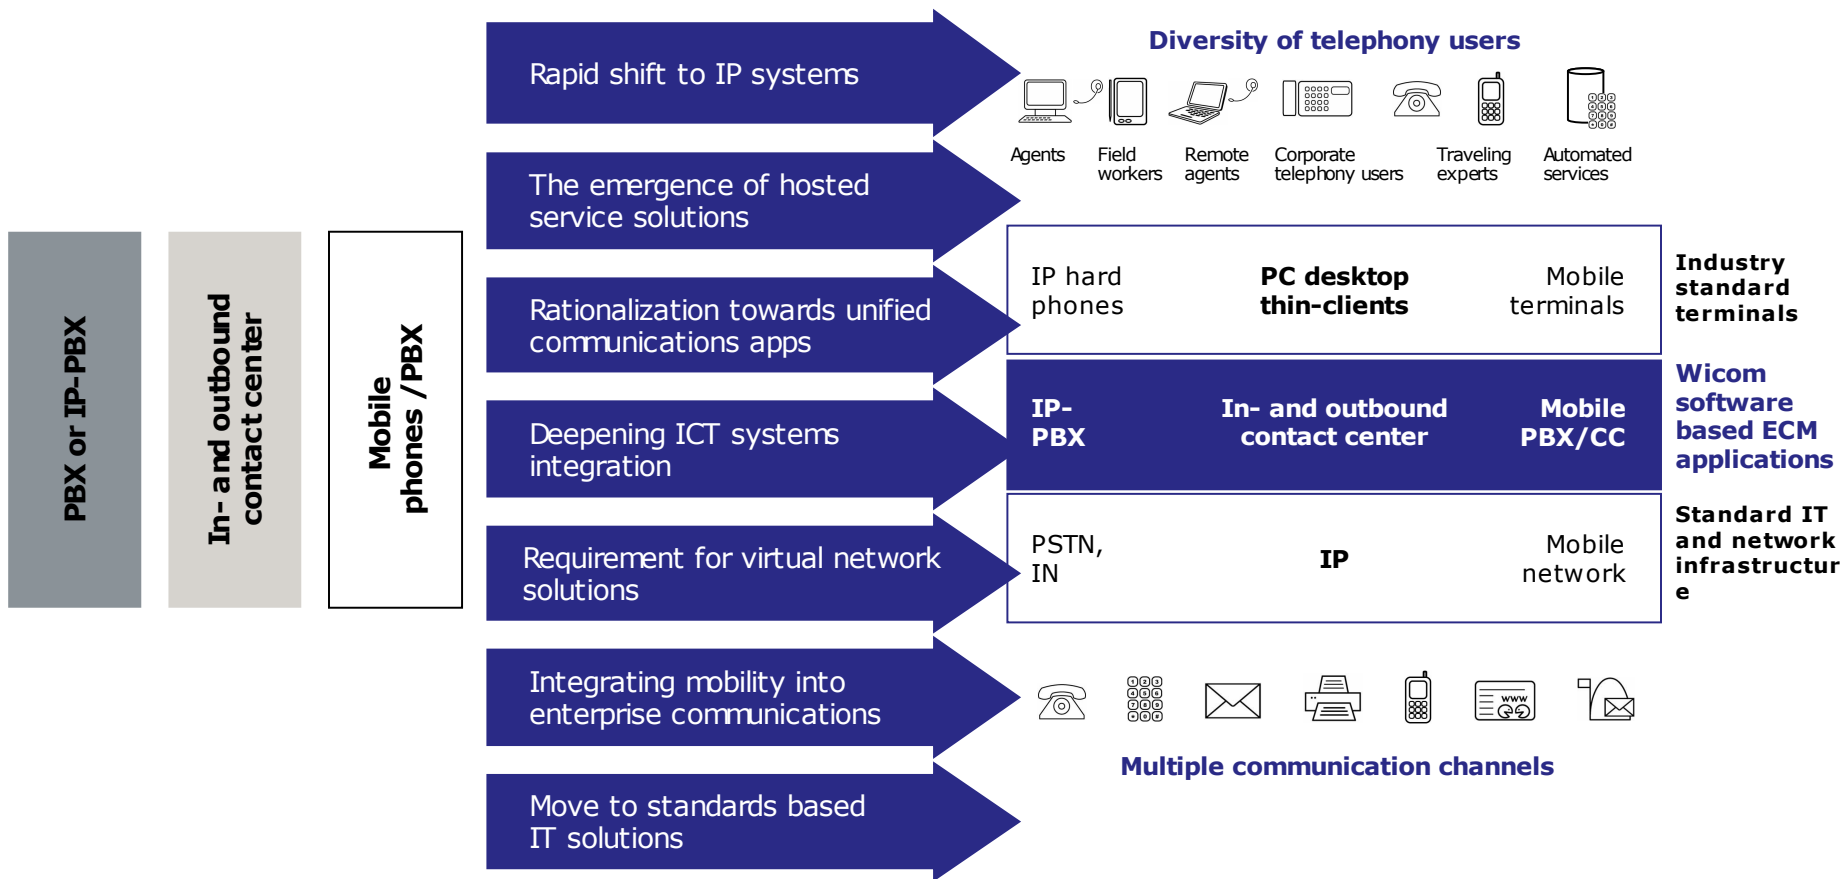 PBX or IP-PBX
In- and outbound
contact center
Mobile
phones /PBX
Rapid shift to IP systems
The emergence of hosted
service solutions
Rationalization towards unified
communications apps
Deepening ICT systems
integration
Requirement for virtual network
solutions
Integrating mobility into
enterprise communications
Move to standards based
IT solutions
Diversity of telephony users
Agents
Field
workers
Remote
agents
Corporate
telephony users
Traveling
experts
Automated
services
IP hard
phones
PC desktop
thin-clients
Mobile
terminals
Industry
standard
terminals
IP-
PBX
In- and outbound
contact center
Mobile
PBX/CC
Wicom
software
based ECM
applications
PSTN,
IN
IP
Mobile
network
Standard IT
and network
infrastructur
e
www
Multiple communication channels